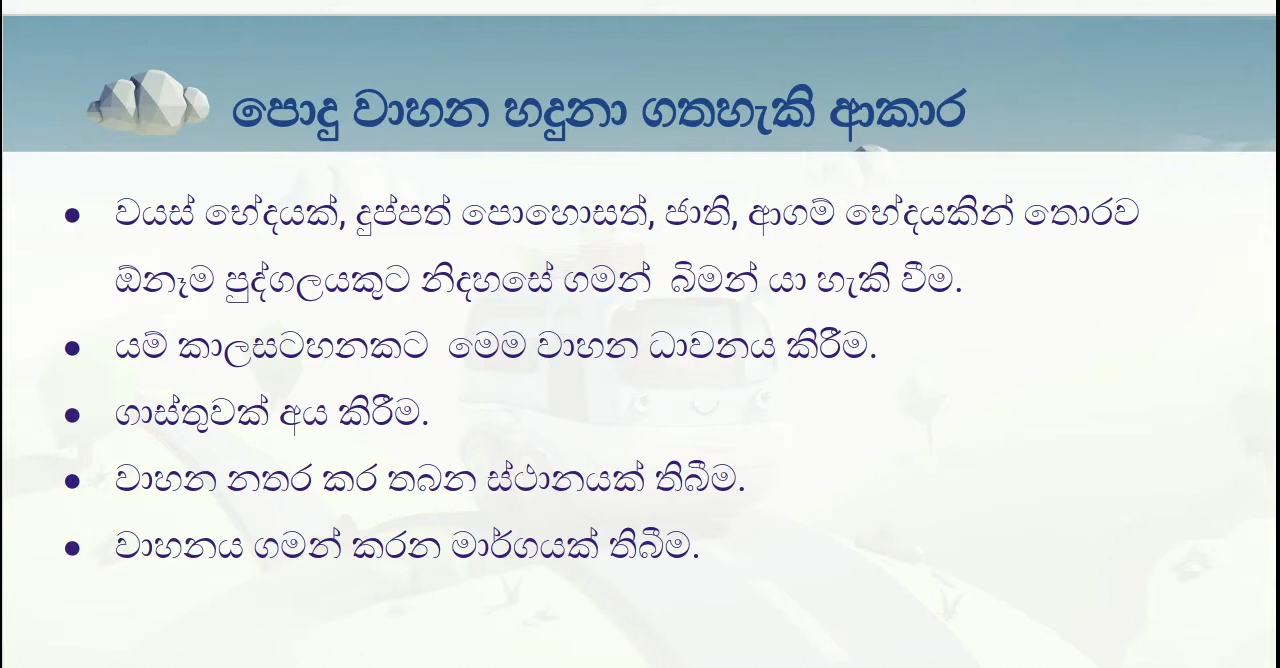 පොදු වාහන හදුනා ගතහැකි ආකාර
● වයස් භේදයක්, දුප්පත් පොහොසත්, ජාති, ආගම් භේදයකින් තොරව
ඕනෑම පුද්ගලයකුට නිදහසේ ගමන් බිමන් යා හැකි වීම.
● යම් කාලසටහනකට මෙම වාහන ධාවනය කිරීම.
● ගාස්තුවක් අය කිරීම.
● වාහන නතර කර තබන ස්ථානයක් තිබීම.
● වාහනය ගමන් කරන මාර්ගයක් තිබීම.